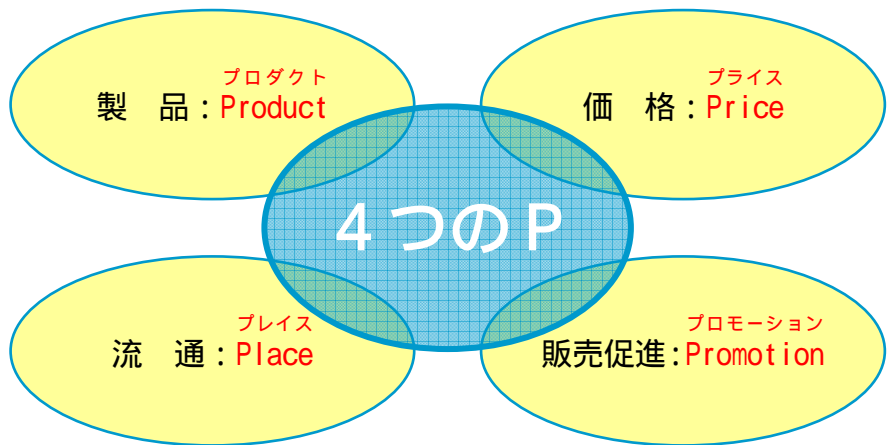 プロダクト
製　品：Product
プライス
価　格：Price
４つのＰ
プレイス
流　通：Place
プロモーション
販売促進：Promotion